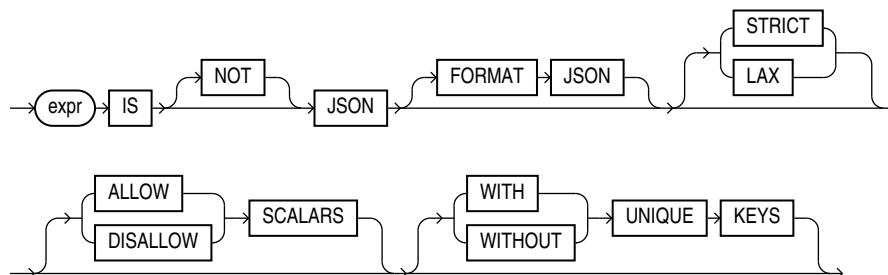 STRICT
NOT FORMAT JSON LAX
expr IS JSON
ALLOW WITH
SCALARS UNIQUE KEYS
DISALLOW WITHOUT